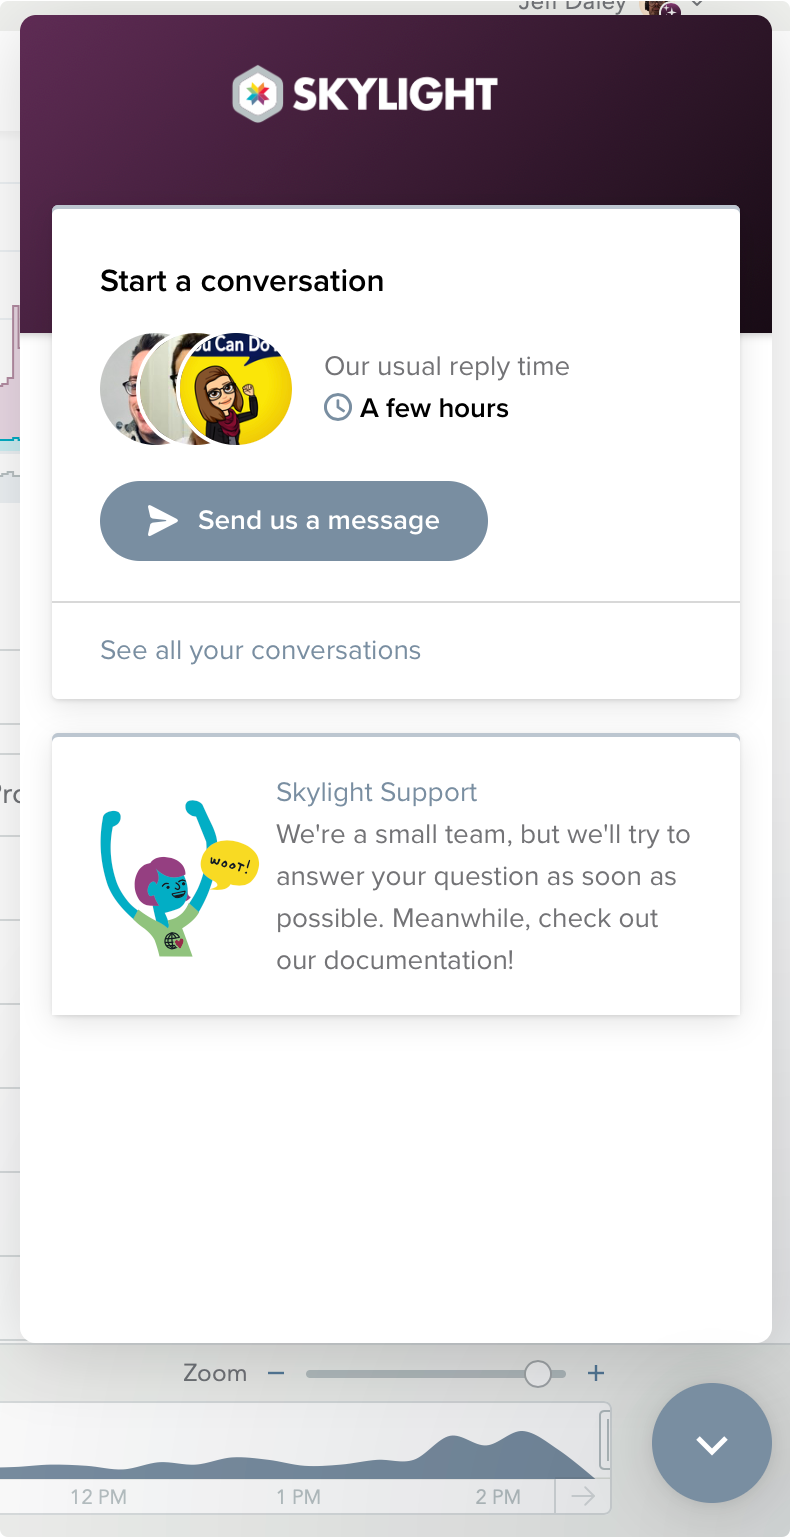 Jeff Daley
SKYLIGHT
Start a conversation
ou Can Do
Our usual reply time
A few hours
Send us a message
See all your conversations
Skylight Support
We're a small team, but we'll try to
answer your question as soon as
possible. Meanwhile, check out
our documentation!
WOOT!
Zoom
12 PM
1 PM
2 PM